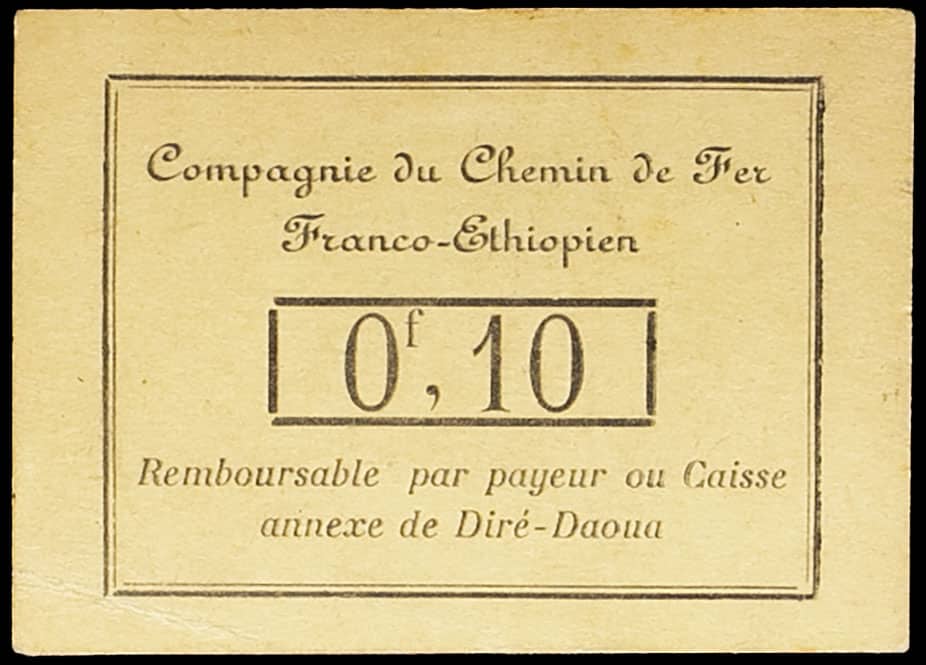 Compagnie du Chemin de Fer
Franco-Ethiopien
0f,10
Remboursable par payeur ou Caisse
annexe de Diré-Daoua